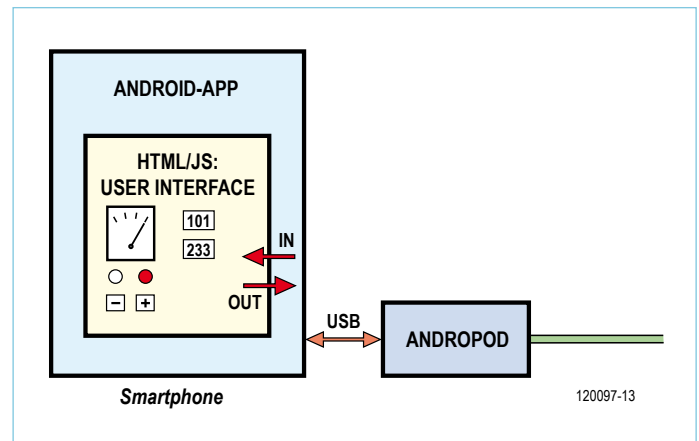 ANDROID-APP
HTML/JS:
USER INTERFACE
101
233
IN
OUT
− +
USB
ANDROPOD
Smartphone
120097-13